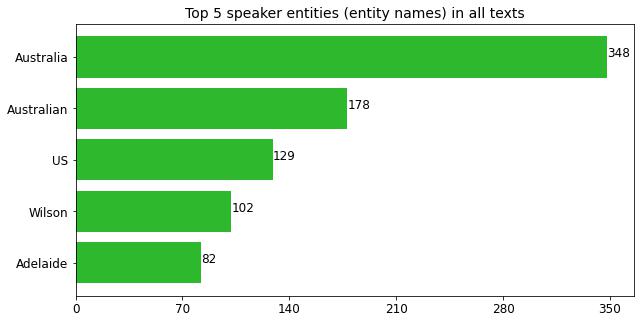 Top 5 speaker entities (entity names) in all texts
Australia 348
Australian 178
US 129
Wilson 102
Adelaide 82
0 70 140 210 280 350